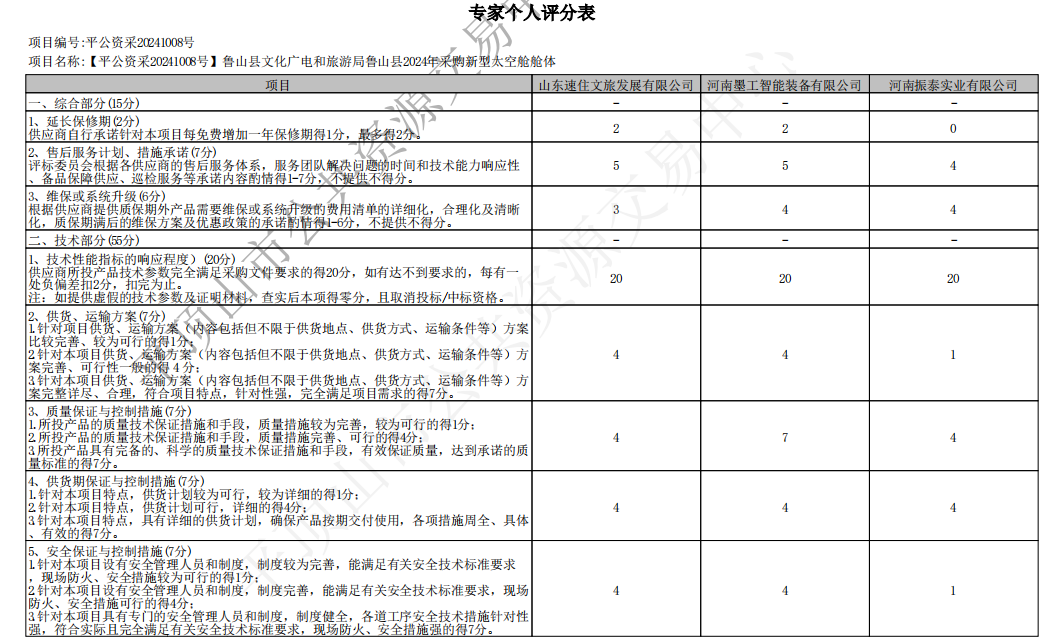 专家个人评分表
项目编号:平公资采20241008号
项目名称:【平公资采20241008号】鲁山县文化广电和旅游局鲁山县2024年采购新型太空舱舱体
项目 山东速住文旅发展有限公司 河南墨工智能装备有限公司 河南振泰实业有限公司
一、综合部分(15分) - - -
1、延长保修期(2分)
供应商自行承诺针对本项目每免费增加一年保修期得1分，最多得2分。
2 2 0
2、售后服务计划、措施承诺(7分)
评标委员会根据各供应商的售后服务体系，服务团队解决问题的时间和技术能力响应性
、备品保障供应、巡检服务等承诺内容酌情得1-7分，不提供不得分。
5 5 4
3、维保或系统升级(6分)
根据供应商提供质保期外产品需要维保或系统升级的费用清单的详细化，合理化及清晰
化，质保期满后的维保方案及优惠政策的承诺酌情得1-6分，不提供不得分。
3 4 4
二、技术部分(55分) - - -
1、技术性能指标的响应程度）(20分)
供应商所投产品技术参数完全满足采购文件要求的得20分，如有达不到要求的，每有一
处负偏差扣2分，扣完为止。
注：如提供虚假的技术参数及证明材料，查实后本项得零分，且取消投标/中标资格。
20 20 20
2、供货、运输方案(7分)
1.针对项目供货、运输方案（内容包括但不限于供货地点、供货方式、运输条件等）方案
比较完善、较为可行的得1分；
2.针对本项目供货、运输方案（内容包括但不限于供货地点、供货方式、运输条件等）方
案完善、可行性一般的得 4 分；
3.针对本项目供货、运输方案（内容包括但不限于供货地点、供货方式、运输条件等）方
案完整详尽、合理，符合项目特点，针对性强，完全满足项目需求的得7分。
4 4 1
3、质量保证与控制措施(7分)
1.所投产品的质量技术保证措施和手段，质量措施较为完善，较为可行的得1分；
2.所投产品的质量技术保证措施和手段，质量措施完善、可行的得4分；
3.所投产品具有完备的、科学的质量技术保证措施和手段，有效保证质量，达到承诺的质
量标准的得7分。
4 7 4
4、供货期保证与控制措施(7分)
1.针对本项目特点，供货计划较为可行，较为详细的得1分；
2.针对本项目特点，供货计划可行，详细的得4分；
3.针对本项目特点，具有详细的供货计划，确保产品按期交付使用，各项措施周全、具体
、有效的得7分。
4 4 4
5、安全保证与控制措施(7分)
1.针对本项目设有安全管理人员和制度，制度较为完善，能满足有关安全技术标准要求
，现场防火、安全措施较为可行的得1分；
2.针对本项目设有安全管理人员和制度，制度完善，能满足有关安全技术标准要求，现场
防火、安全措施可行的得4分；
3.针对本项目具有专门的安全管理人员和制度，制度健全，各道工序安全技术措施针对性
强，符合实际且完全满足有关安全技术标准要求，现场防火、安全措施强的得7分。
4 4 1
平顶山市公共资源交易中心
平顶山市公共资源交易中心